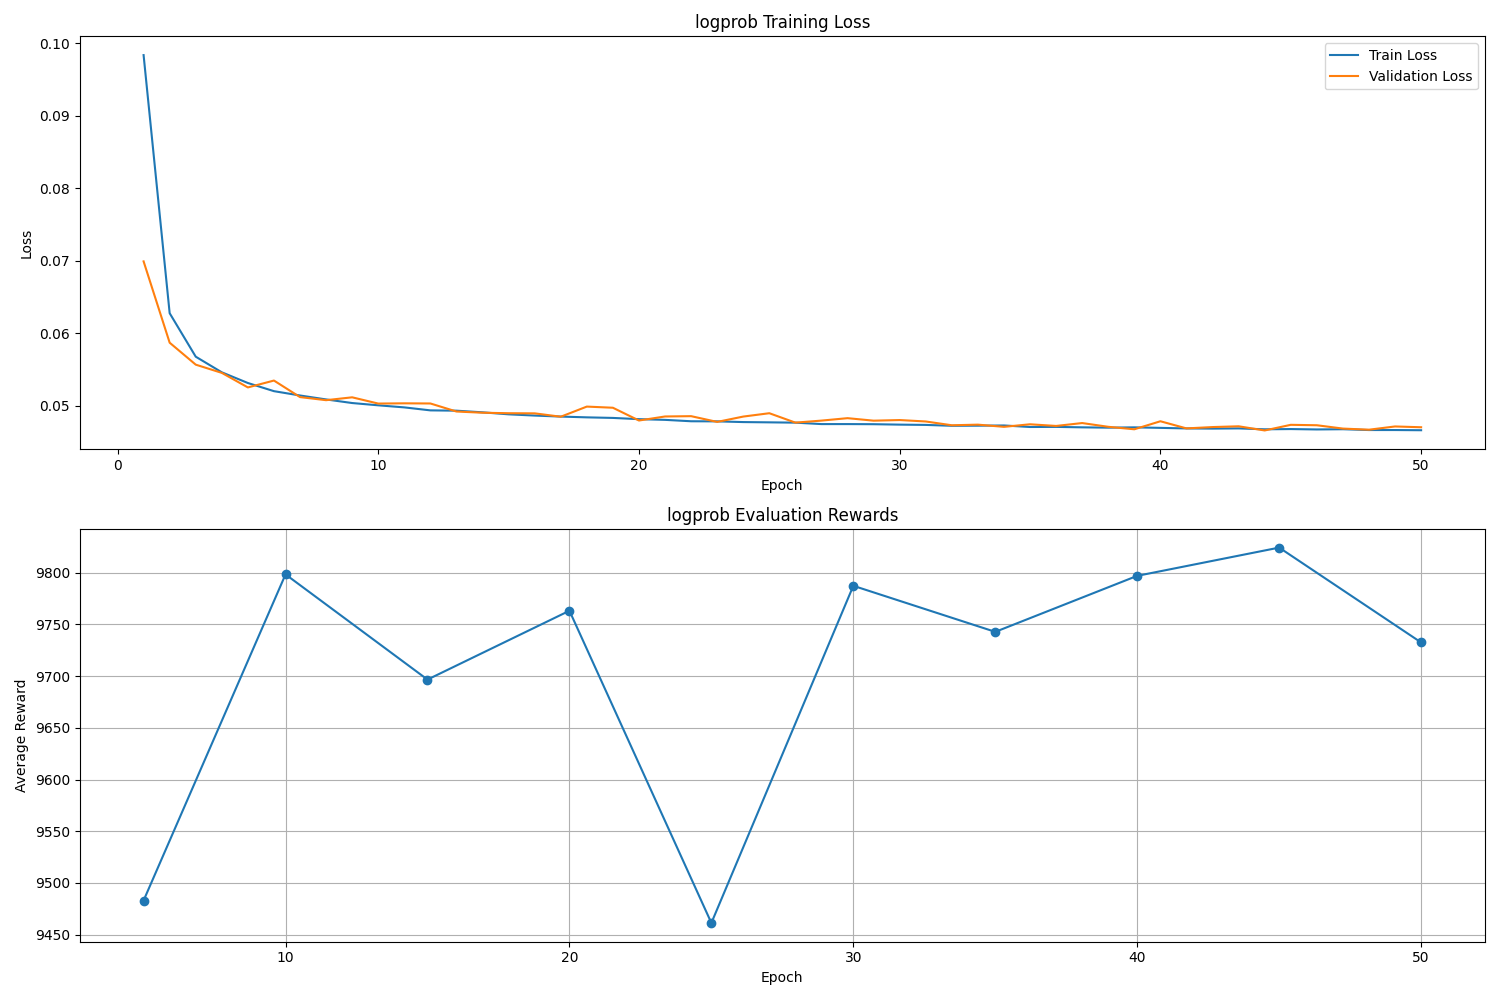 logprob Training Loss
Train Loss
Validation Loss
Loss
0.10
0.09
0.08
0.07
0.06
0.05
0 10 20 30 40 50
Epoch
logprob Evaluation Rewards
Average Reward
9800
9750
9700
9650
9600
9550
9500
9450
10 20 30 40 50
Epoch